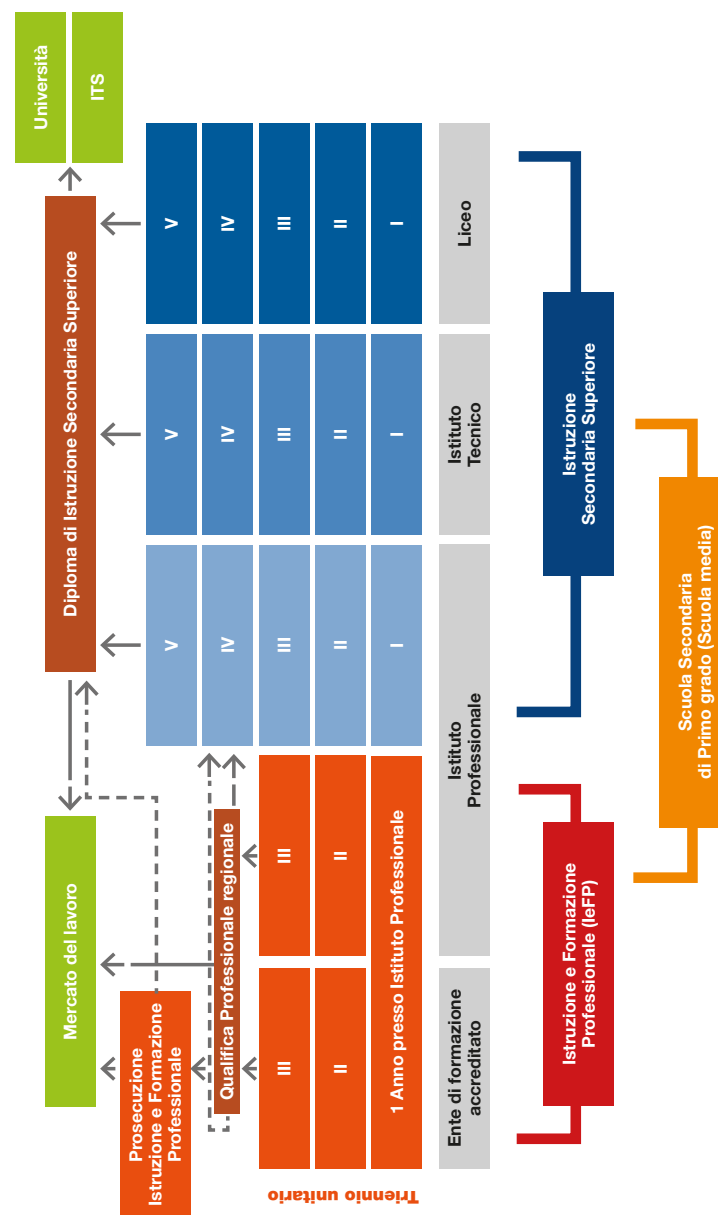 Mercato del lavoro
Diploma di Istruzione Secondaria Superiore
Università
ITS
Prosecuzione
Istruzione e Formazione
Professionale
Qualifica Professionale regionale
V
V
V
IV
IV
IV
Triennio unitario
III
III
III
III
III
II
II
II
II
II
1 Anno presso Istituto Professionale
I
I
I
Ente di formazione
accreditato
Istituto
Professionale
Istituto
Tecnico
Liceo
Istruzione e Formazione
Professionale (IeFP)
Istruzione
Secondaria Superiore
Scuola Secondaria
di Primo grado (Scuola media)